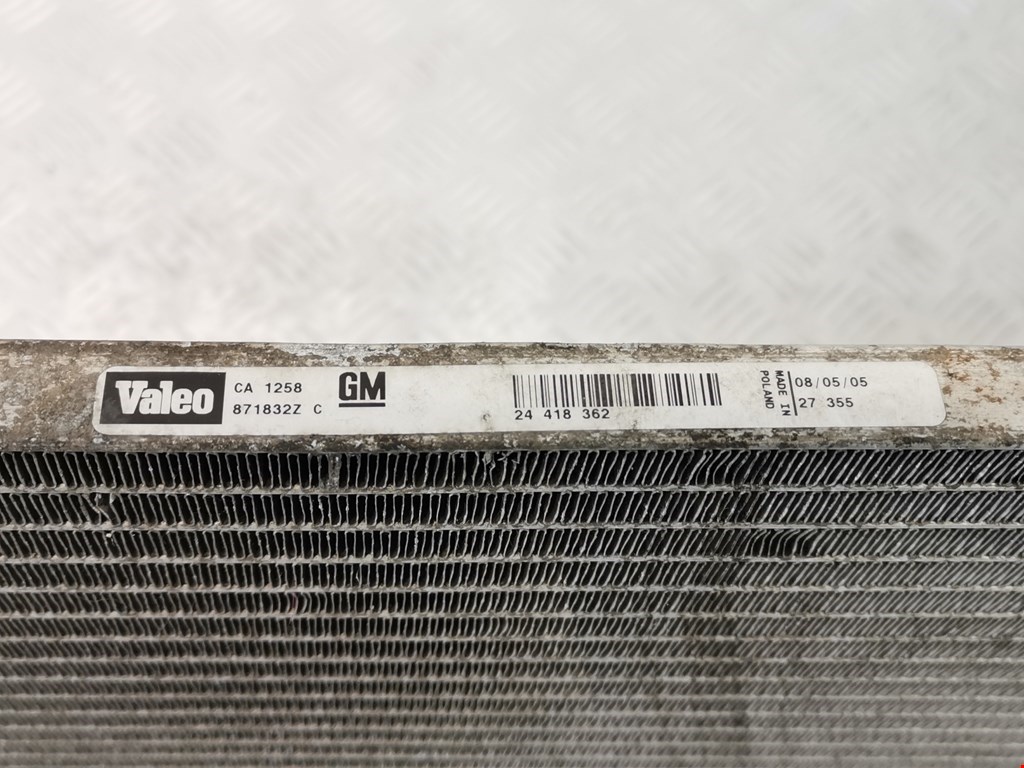 Valeo
CA 1258
871832Z C
GM
24 418 362
MADE IN
POLAND
08/05/05
27 355